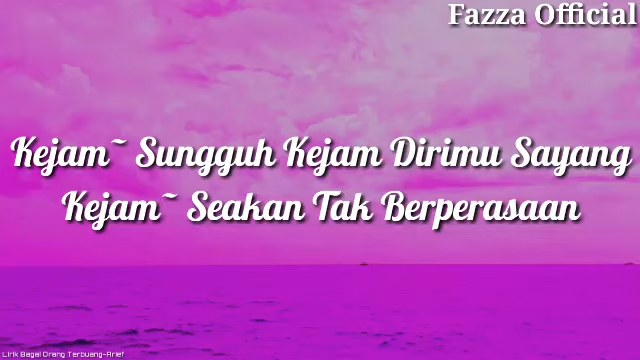 Fazza Official
Kejam~ Sungguh Kejam Dirimu Sayang
Kejam~ Seakan Tak Berperasaan
Lirik Bagai Orang Terbuang-Arief